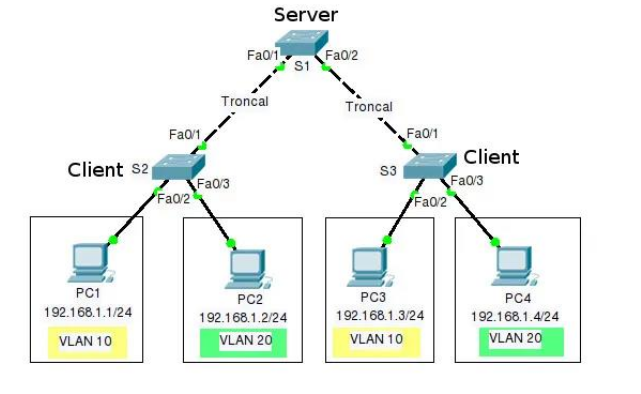 Server
Fa0/1
Fa0/2
S1
Troncal
Troncal
Fa0/1
Fa0/1
Client
S2
S3
Client
Fa0/3
Fa0/2
Fa0/3
Fa0/2
PC1
192.168.1.1/24
VLAN 10
PC2
192.168.1.2/24
VLAN 20
PC3
192.168.1.3/24
VLAN 10
PC4
192.168.1.4/24
VLAN 20